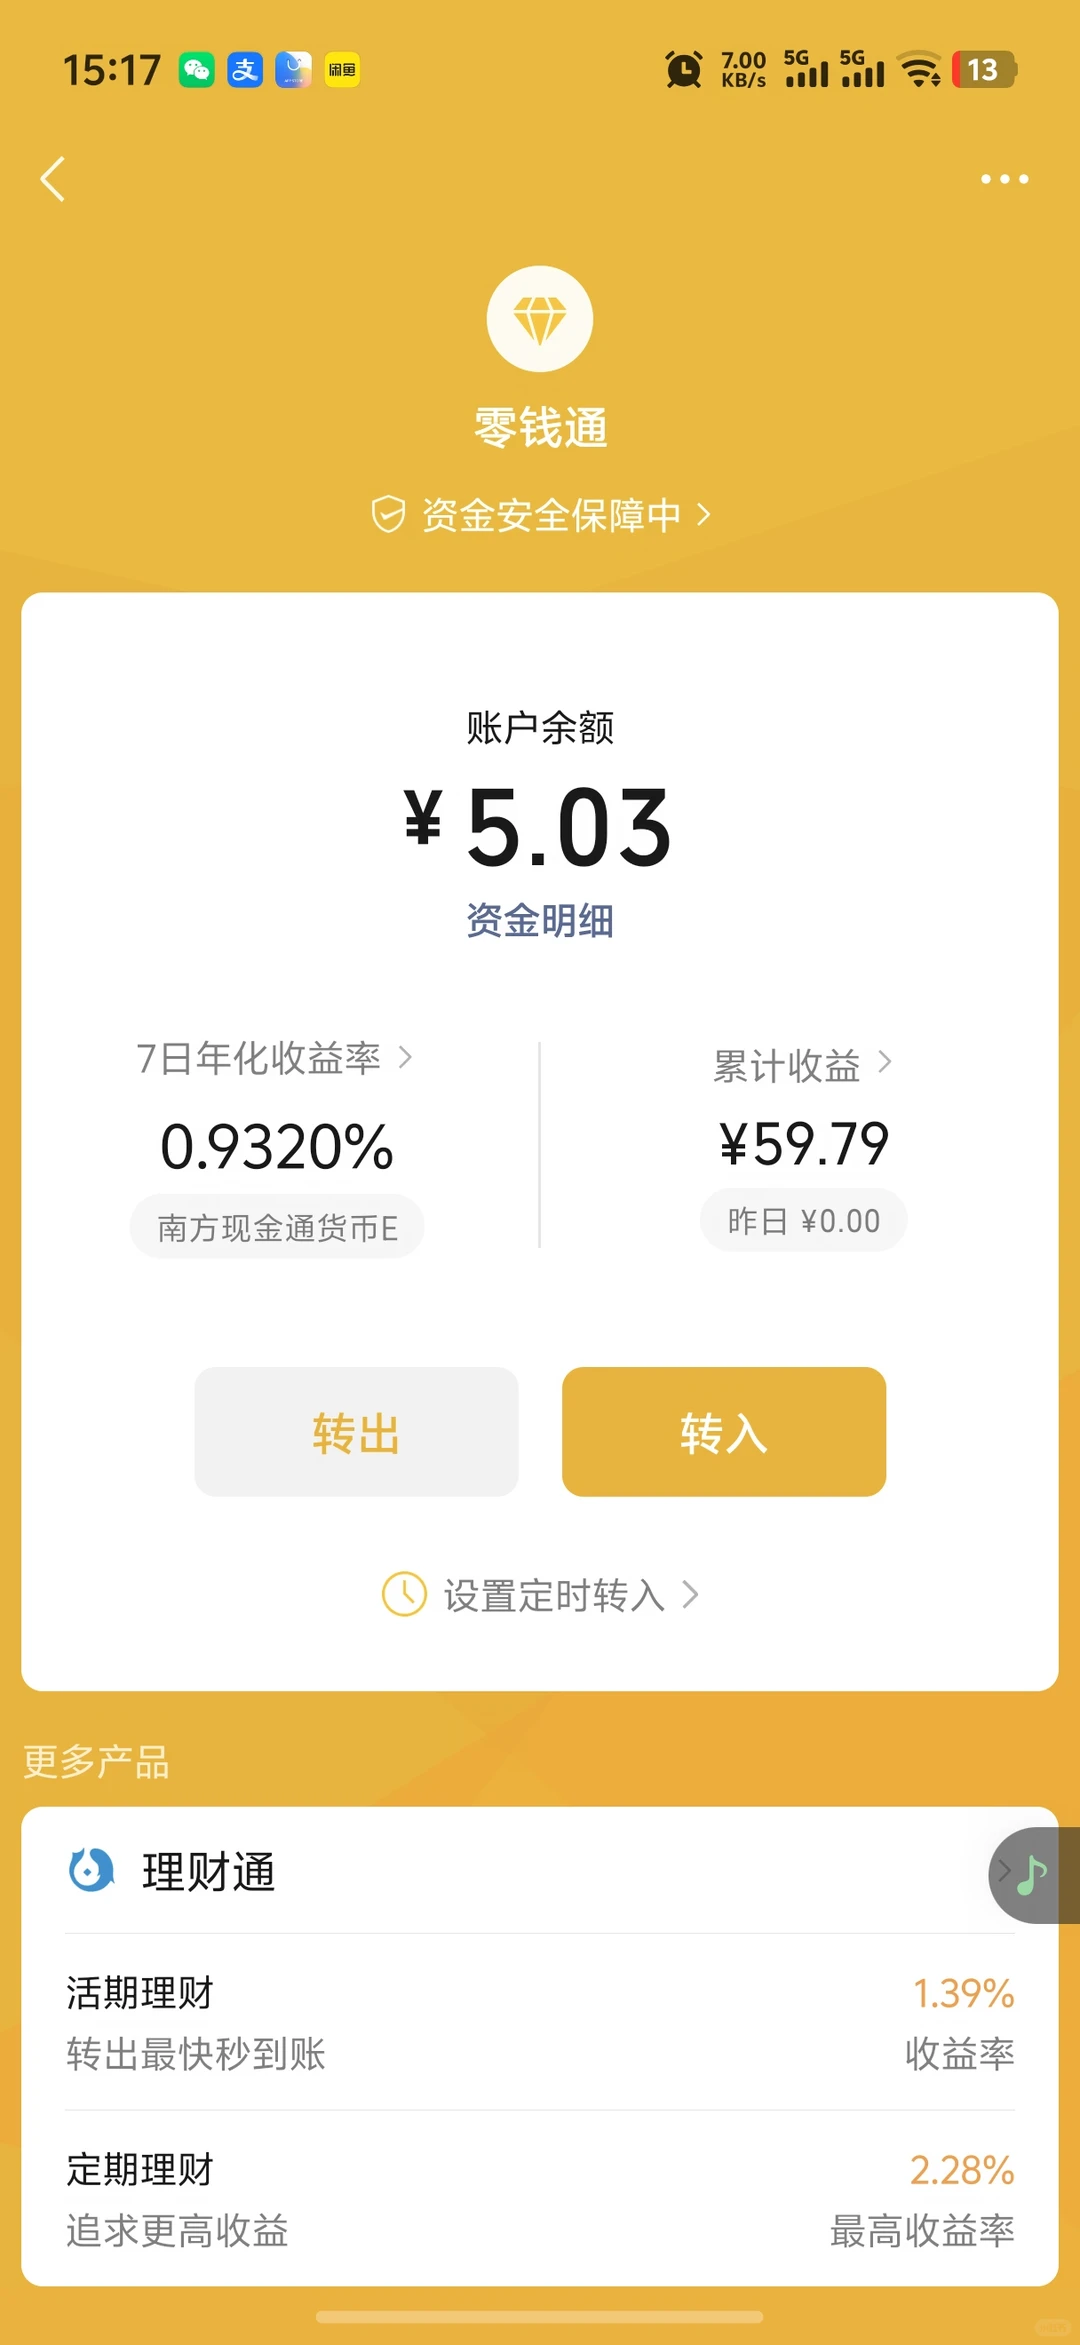 15:17 支 闲鱼 7.00 KB/s 5G 5G 13
零钱通
资金安全保障中
账户余额
¥5.03
资金明细
7日年化收益率
0.9320%
南方现金通货币E
累计收益
¥59.79
昨日 ¥0.00
转出
转入
设置定时转入
更多产品
理财通
活期理财
1.39%
转出最快秒到账
收益率
定期理财
2.28%
追求更高收益
最高收益率